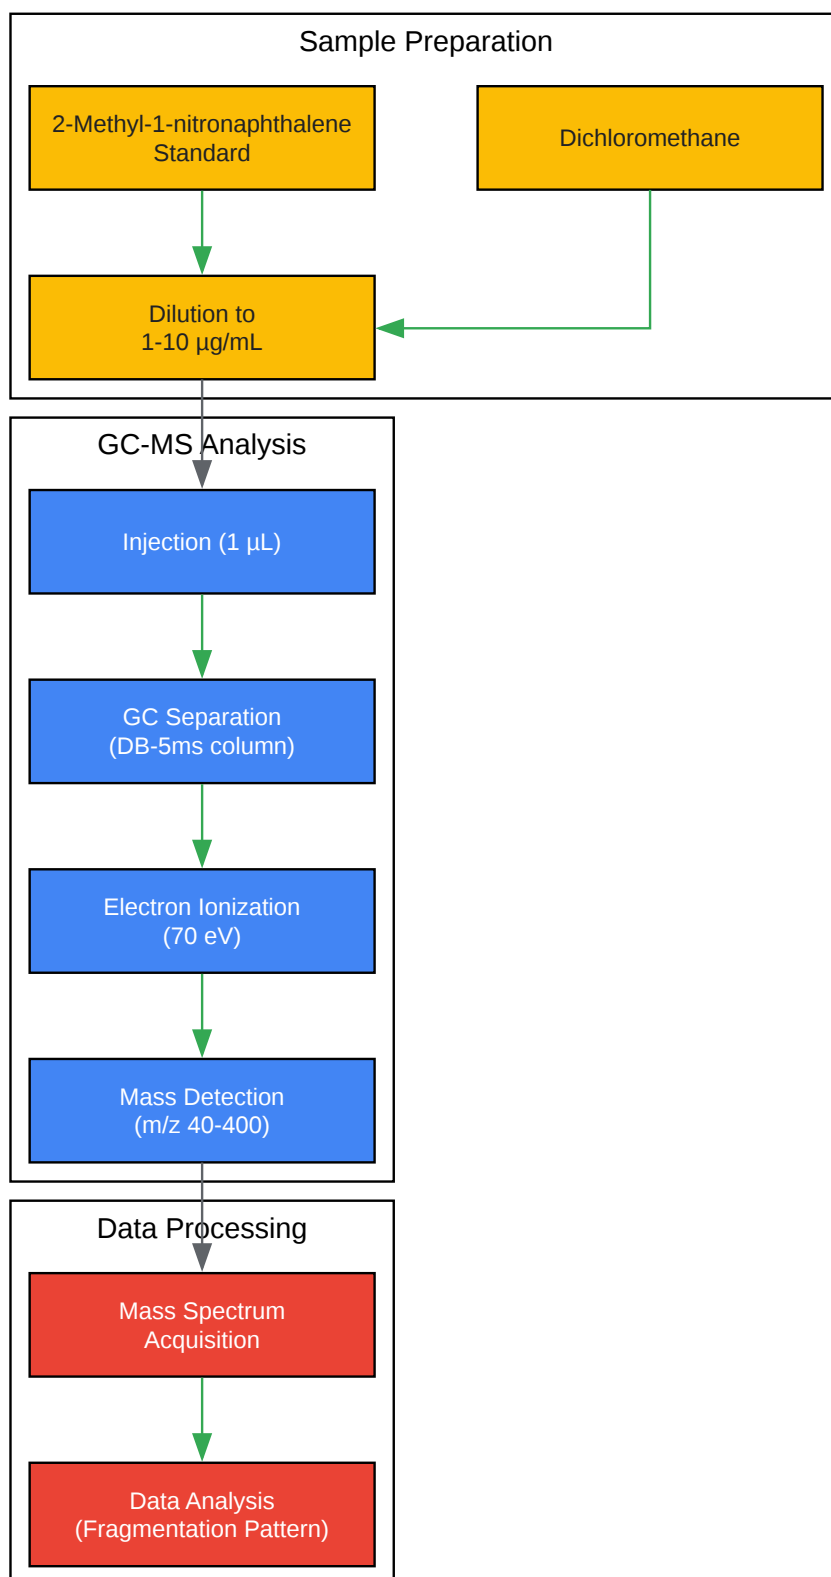 Sample Preparation
2-Methyl-1-nitronaphthalene
Standard
Dichloromethane
Dilution to
1-10 µg/mL
GC-MS Analysis
Injection (1 µL)
GC Separation
(DB-5ms column)
Electron Ionization
(70 eV)
Mass Detection
(m/z 40-400)
Data Processing
Mass Spectrum
Acquisition
Data Analysis
(Fragmentation Pattern)